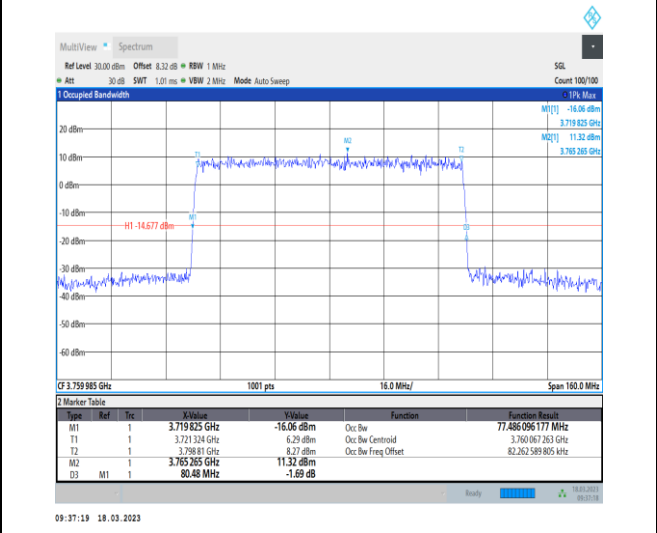 MultiView Spectrum
Ref Level 30.00 dBm Offset 8.32 dB RBW 1 MHz SGL
Att 30 dB SWT 1.01 ms VBW 2 MHz Mode Auto Sweep Count 100/100
1 Occupied Bandwidth 1Pk Max
M1[1] -16.06 dBm
3.719 825 GHz
M2[1] 11.32 dBm
3.765 265 GHz
20 dBm
M2
T1 T2
10 dBm
0 dBm
-10 dBm
M1
H1 -14.677 dBm
D3
-20 dBm
-30 dBm
-40 dBm
-50 dBm
-60 dBm
CF 3.759 985 GHz 1001 pts 16.0 MHz/ Span 160.0 MHz
2 Marker Table
Type Ref Trc X-Value Y-Value Function Function Result
M1 1 3.719 825 GHz -16.06 dBm Occ Bw 77.486 096 177 MHz
T1 1 3.721 324 GHz 6.29 dBm Occ Bw Centroid 3.760 067 263 GHz
T2 1 3.798 81 GHz 8.27 dBm Occ Bw Freq Offset 82.262 589 805 kHz
M2 1 3.765 265 GHz 11.32 dBm
D3 M1 1 80.48 MHz -1.69 dB
Ready 18.03.2023
09:37:18
09:37:19 18.03.2023